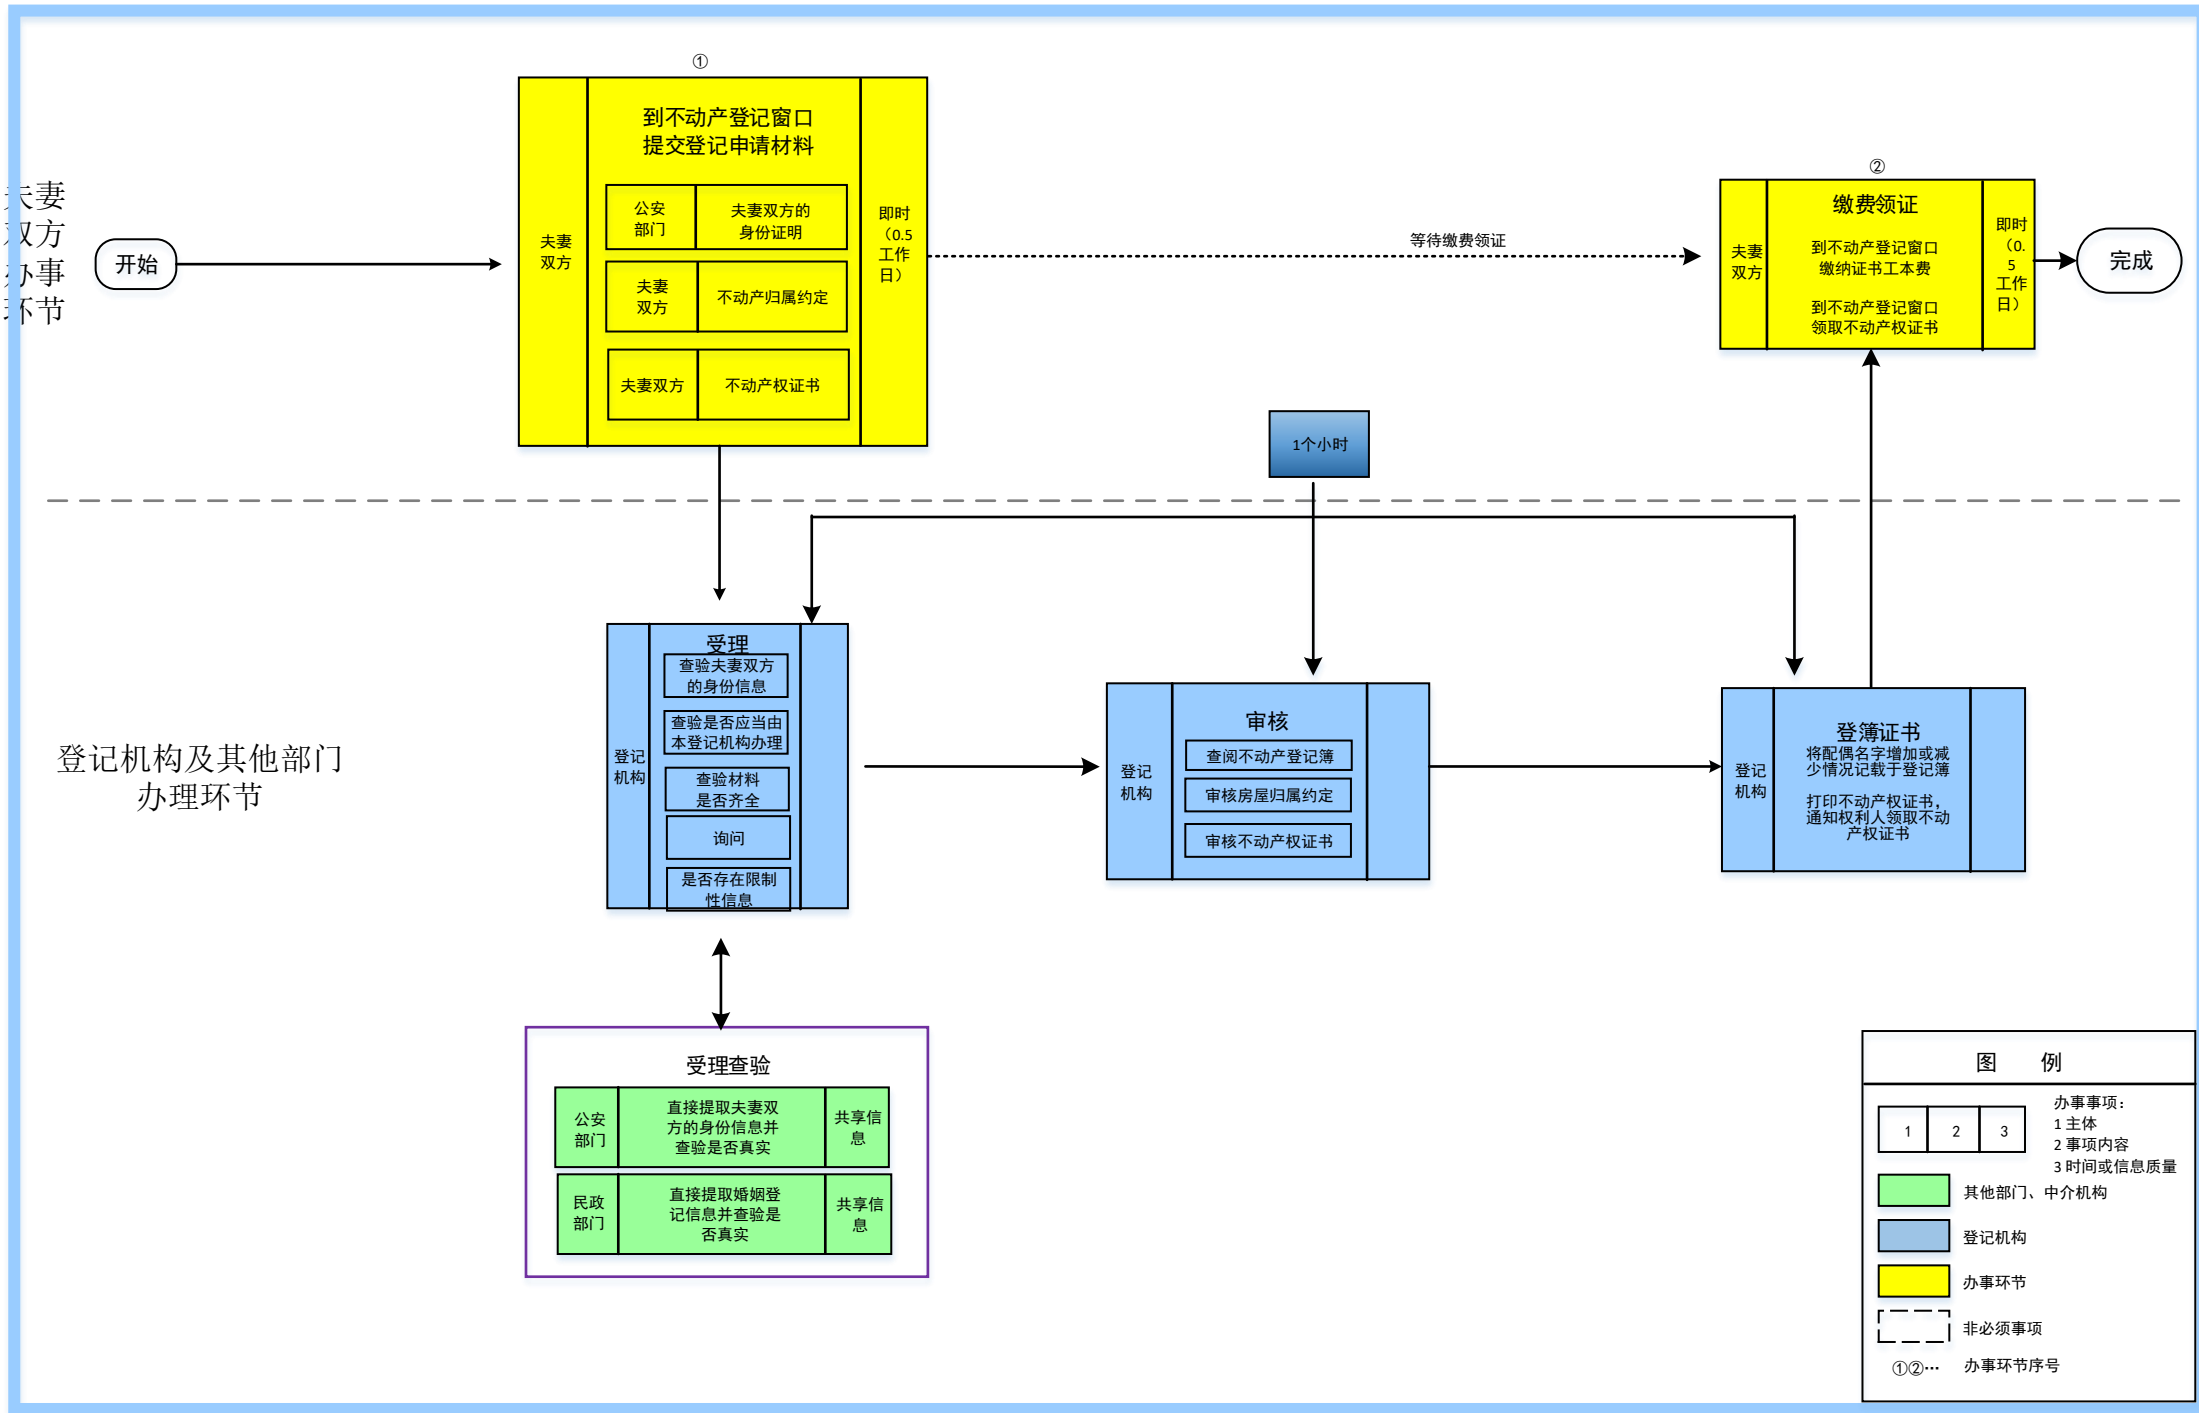 ①
到不动产登记窗口
提交登记申请材料
夫妻
双方
公安
部门
夫妻双方的
身份证明
夫妻
双方
不动产归属约定
夫妻双方
不动产权证书
即时
（0.5
工作
日）
夫妻
双方
办事
环节
开始
等待缴费领证
②
缴费领证
夫妻
双方
到不动产登记窗口
缴纳证书工本费
到不动产登记窗口
领取不动产权证书
即时
（0.
5
工作
日）
完成
1个小时
登记机构及其他部门
办理环节
受理
登记
机构
查验夫妻双方
的身份信息
查验是否应当由
本登记机构办理
查验材料
是否齐全
询问
是否存在限制
性信息
审核
登记
机构
查阅不动产登记簿
审核房屋归属约定
审核不动产权证书
登簿证书
登记
机构
将配偶名字增加或减
少情况记载于登记簿
打印不动产权证书，
通知权利人领取不动
产权证书
受理查验
公安
部门
直接提取夫妻双
方的身份信息并
查验是否真实
共享信
息
民政
部门
直接提取婚姻登
记信息并查验是
否真实
共享信
息
图 例
1 2 3
办事事项：
1 主体
2 事项内容
3 时间或信息质量
其他部门、中介机构
登记机构
办事环节
非必须事项
①②… 办事环节序号